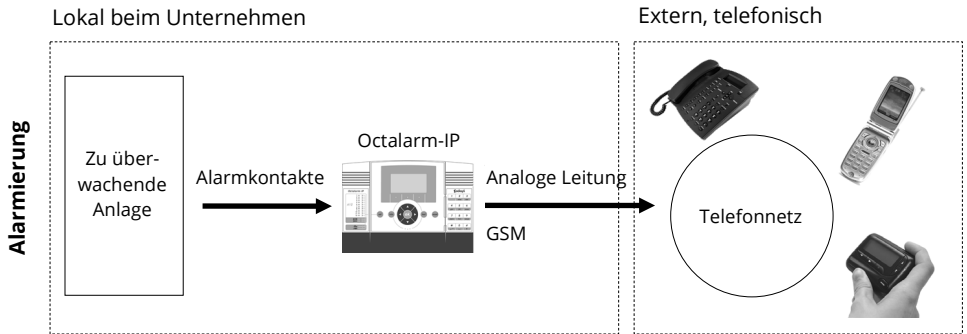 Lokal beim Unternehmen
Extern, telefonisch
Alarmierung
Zu über-
wachende
Anlage
Alarmkontakte
Octalarm-IP
Analoge Leitung
GSM
Telefonnetz